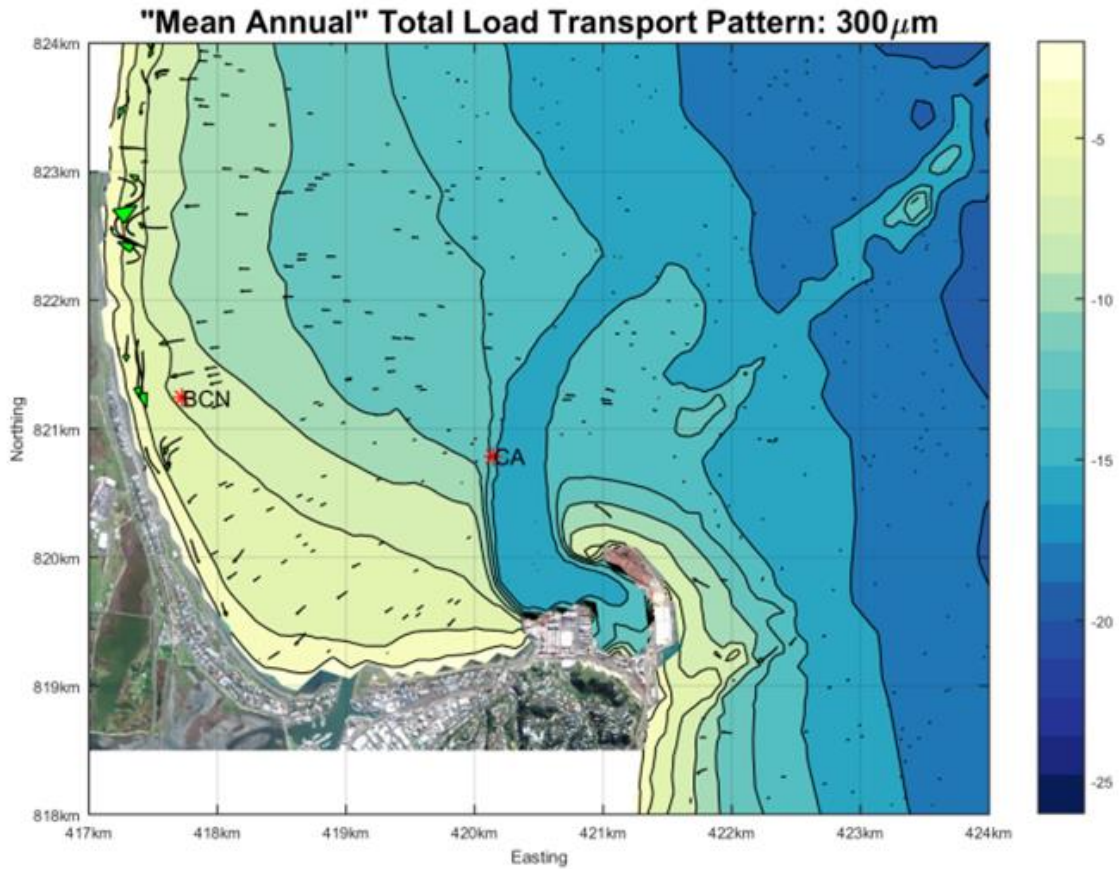 "Mean Annual" Total Load Transport Pattern: 300μm
824km
823km
822km
821km
820km
819km
818km
Northing
BCN
CA
417km 418km 419km 420km 421km 422km 423km 424km
Easting
-5
-10
-15
-20
-25